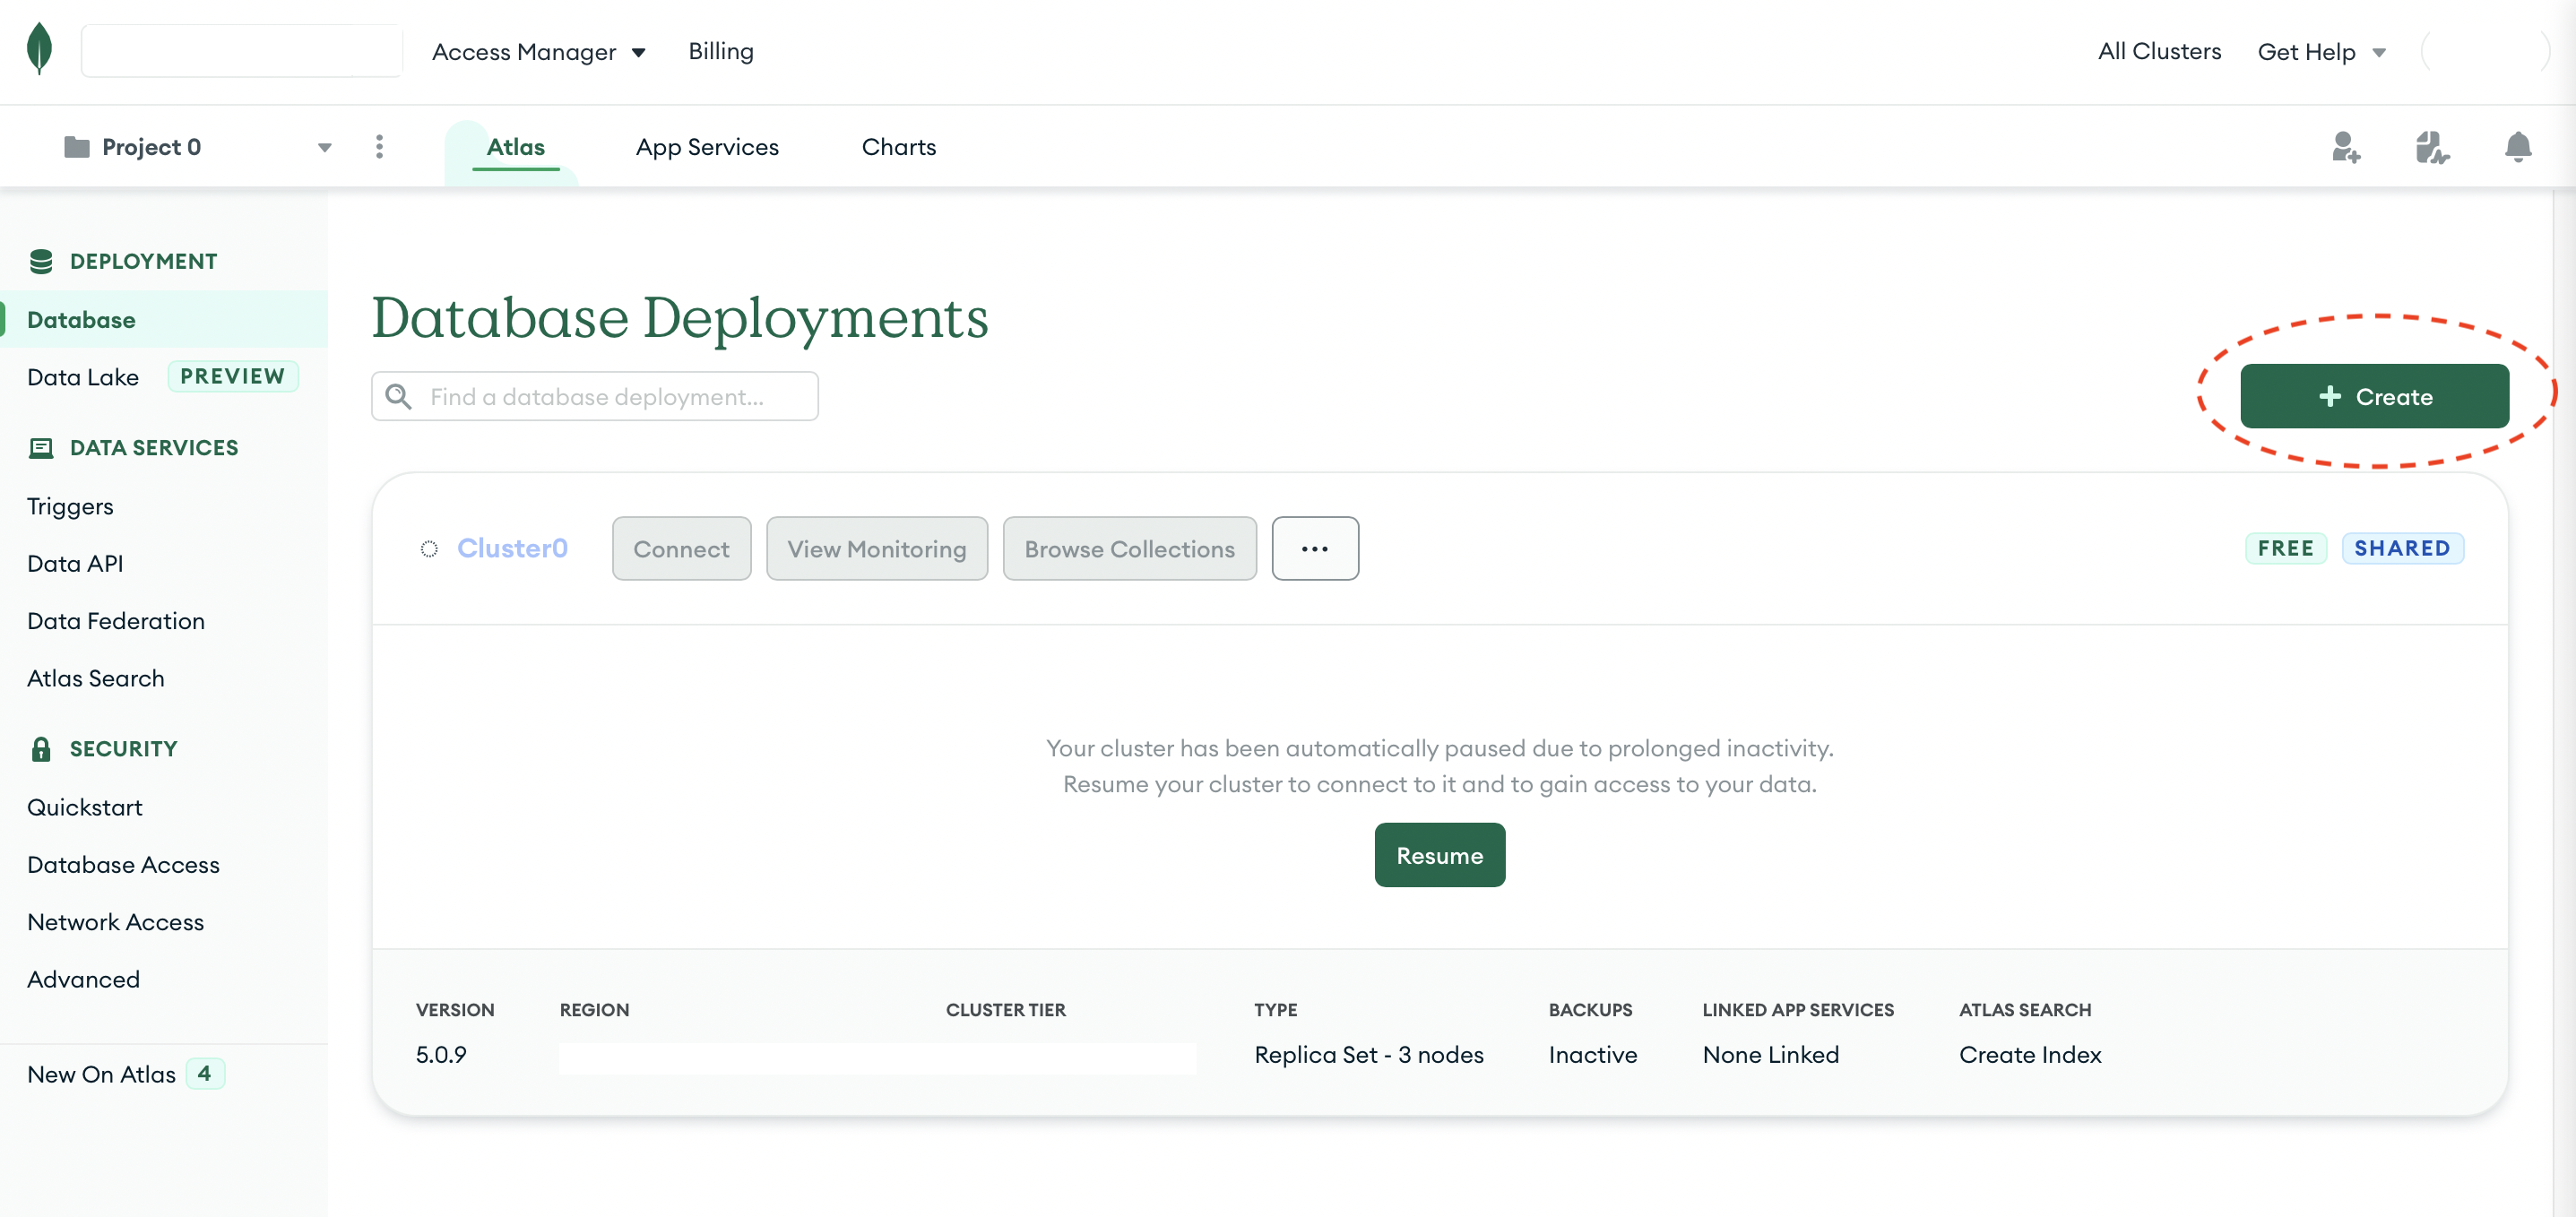 Access Manager
Billing
All Clusters
Get Help
Project 0
Atlas
App Services
Charts
DEPLOYMENT
Database
Data Lake PREVIEW
DATA SERVICES
Triggers
Data API
Data Federation
Atlas Search
SECURITY
Quickstart
Database Access
Network Access
Advanced
New On Atlas 4
Database Deployments
Find a database deployment...
+ Create
Cluster0
Connect
View Monitoring
Browse Collections
...
FREE
SHARED
Your cluster has been automatically paused due to prolonged inactivity.
Resume your cluster to connect to it and to gain access to your data.
Resume
VERSION
5.0.9
REGION
CLUSTER TIER
TYPE
Replica Set - 3 nodes
BACKUPS
Inactive
LINKED APP SERVICES
None Linked
ATLAS SEARCH
Create Index